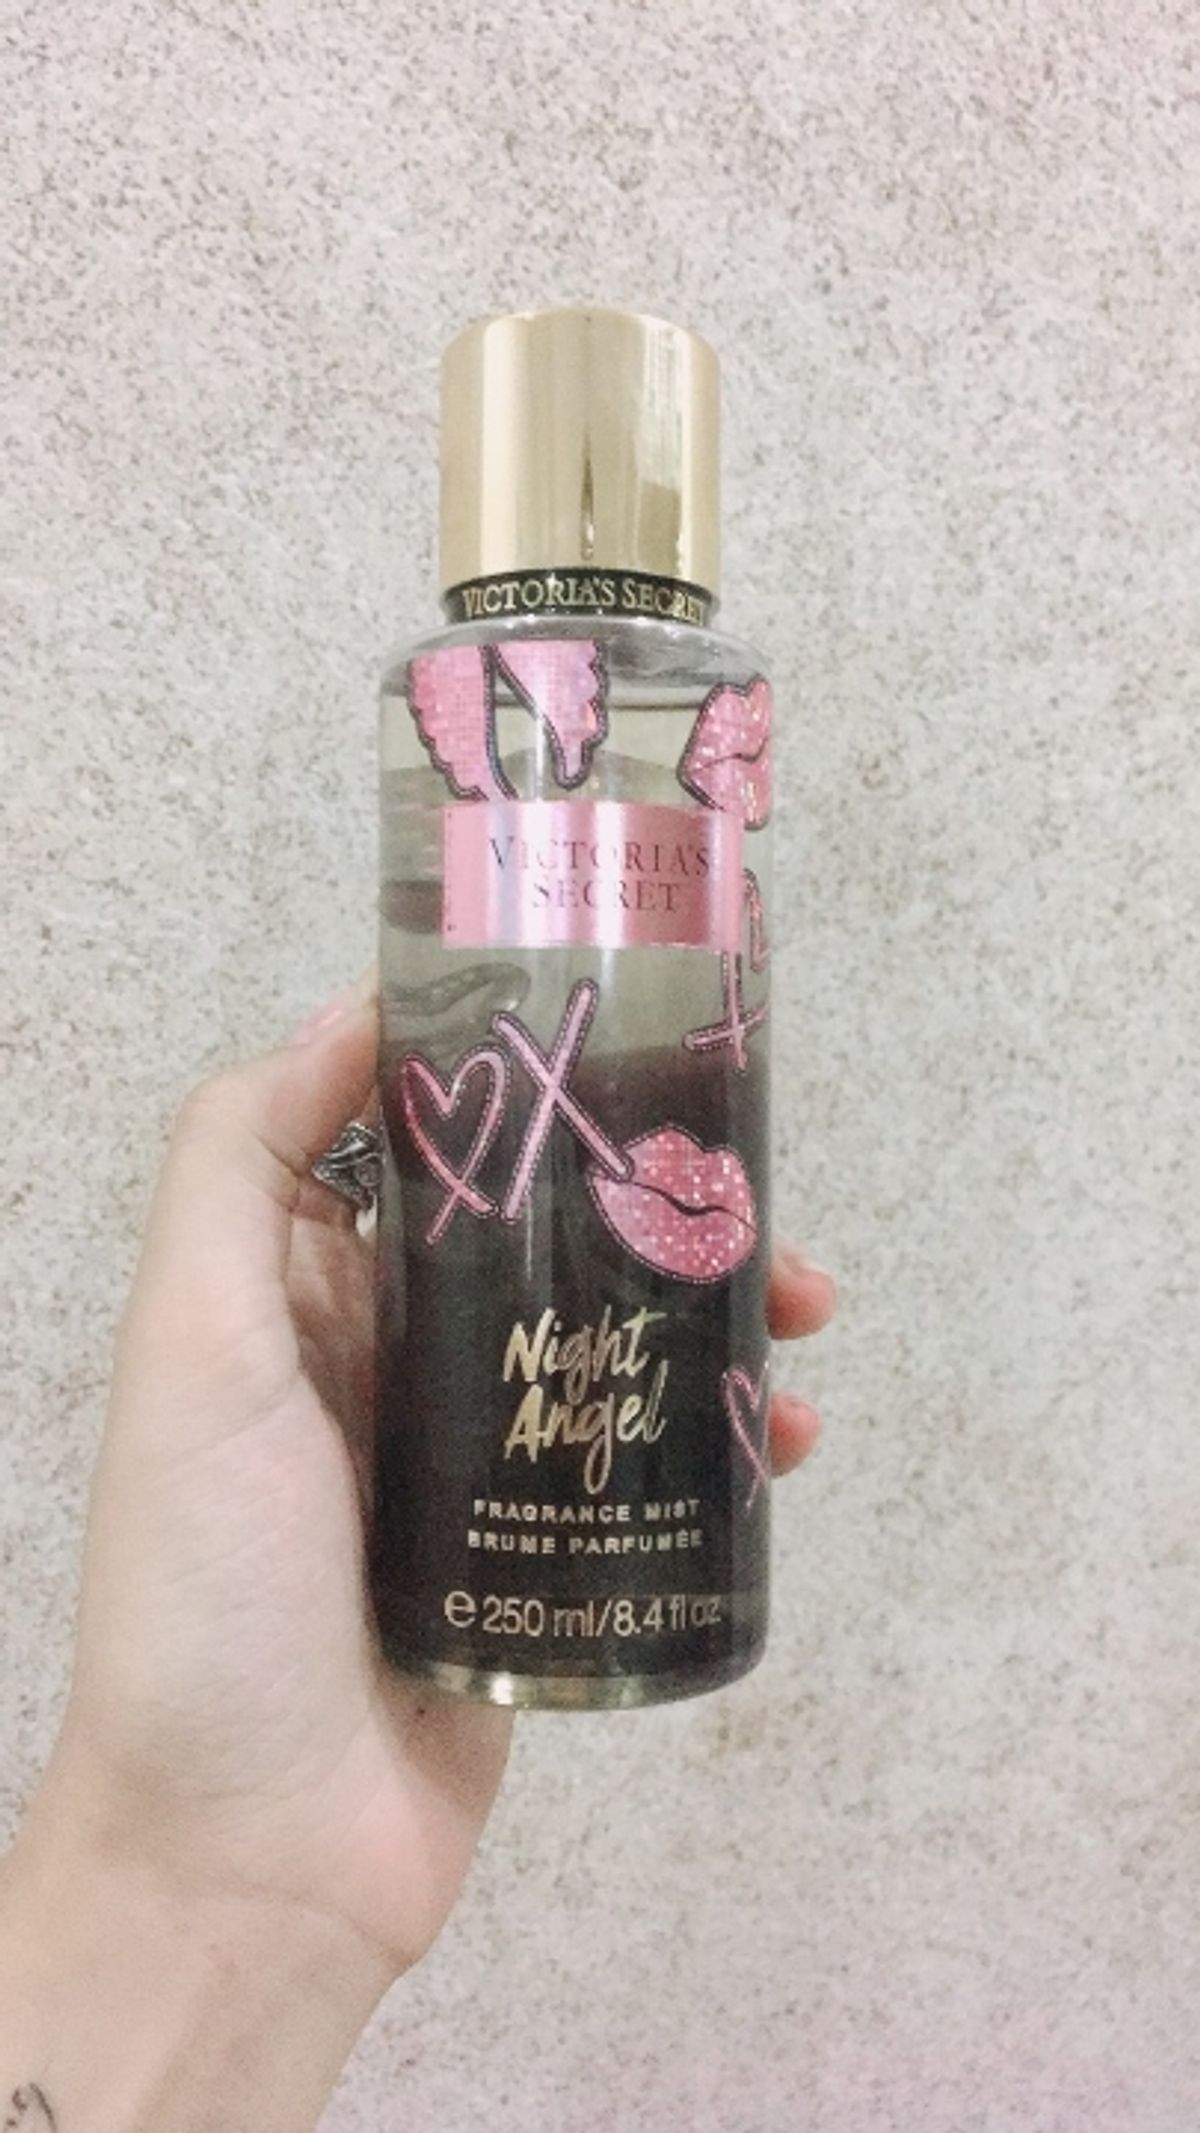 VICTORIA'S SECRET
VICTORIA'S
SECRET
X
Night
Angel
FRAGRANCE MIST
BRUME PARFUMÉE
e 250 ml/8.4 fl oz